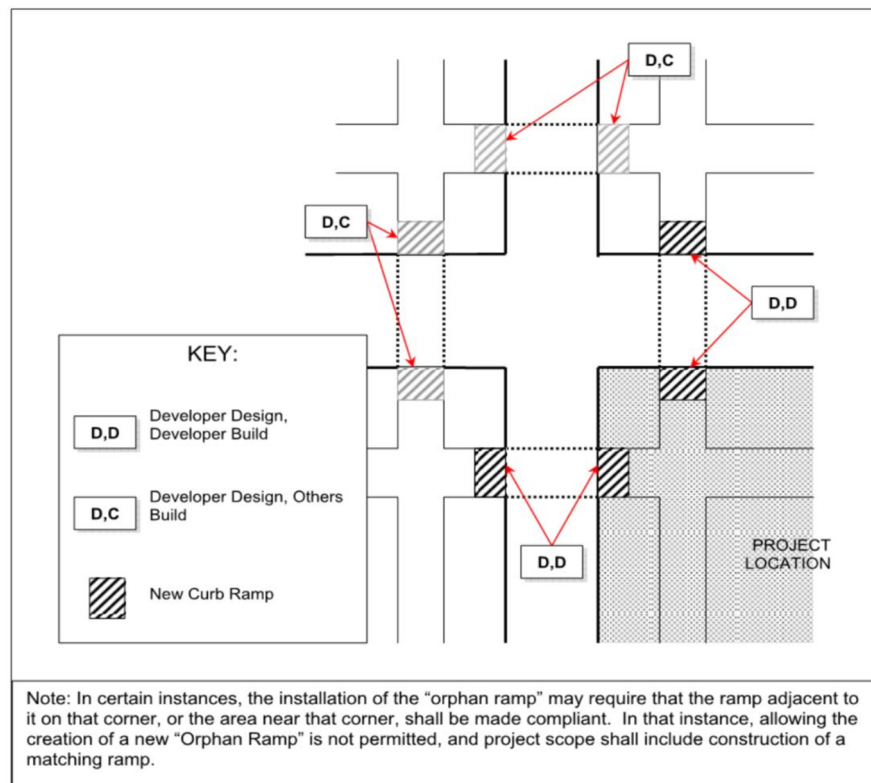 D,C
D,C
D,D
KEY:
D,D
Developer Design,
Developer Build
D,C
Developer Design, Others
Build
New Curb Ramp
D,D
PROJECT
LOCATION
Note: In certain instances, the installation of the “orphan ramp” may require that the ramp adjacent to
it on that corner, or the area near that corner, shall be made compliant.  In that instance, allowing the
creation of a new “Orphan Ramp” is not permitted, and project scope shall include construction of a
matching ramp.